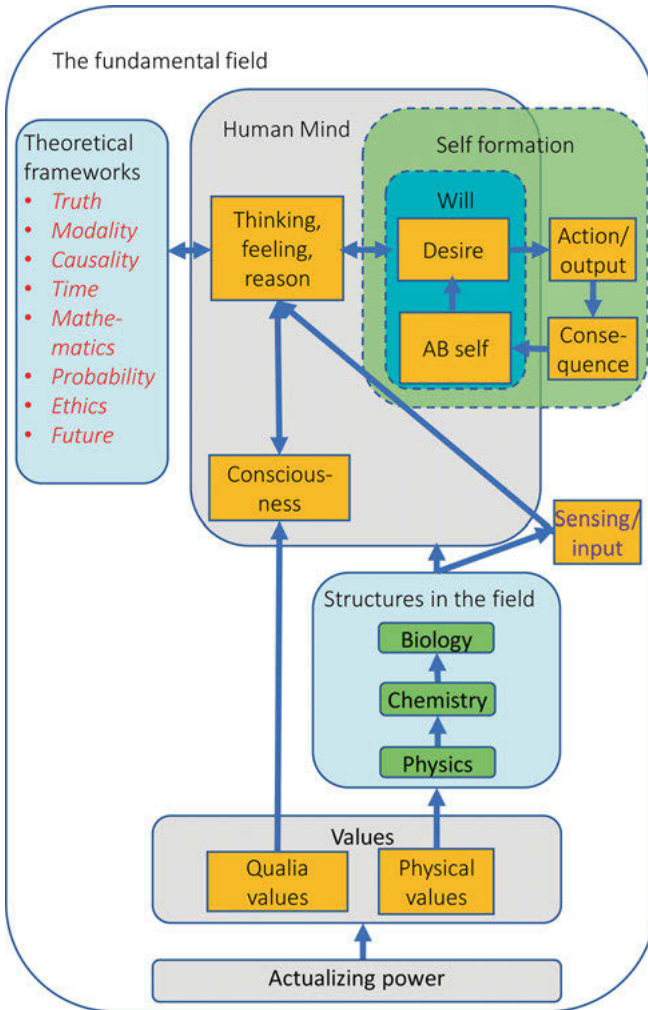 The fundamental field
Theoretical
frameworks
• Truth
• Modality
• Causality
• Time
• Mathe-
matics
• Probability
• Ethics
• Future
Human Mind
Thinking,
feeling,
reason
Conscious-
ness
Self formation
Will
Desire
AB self
Action/
output
Conse-
quence
Sensing/
input
Structures in the field
Biology
Chemistry
Physics
Values
Qualia
values
Physical
values
Actualizing power